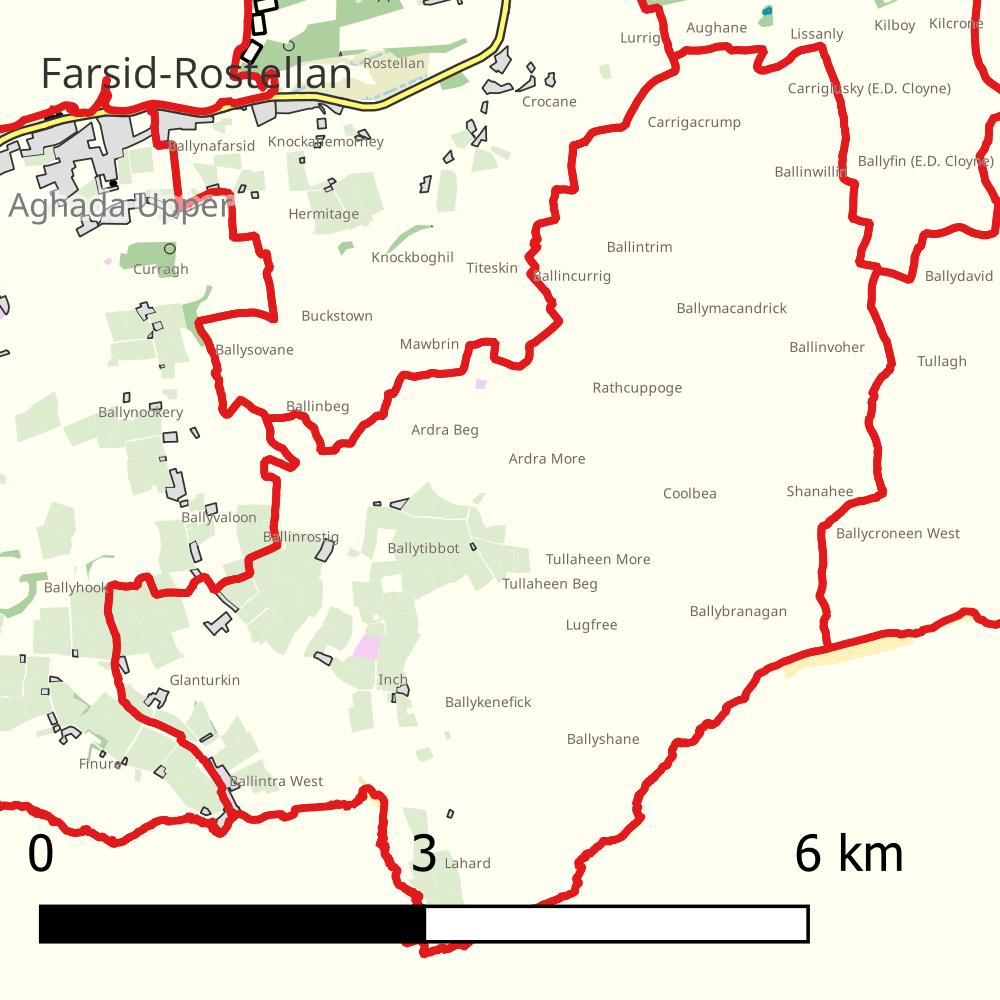 Aughane
Lissanly
Kilboy
Kilcrone
Lurrig
Rostellan
Farsid-Rostellan
Crocane
Carriglusky (E.D. Cloyne)
Carrigacrump
Ballynafarsid
Knocknamorney
Ballyfin (E.D. Cloyne)
Ballinwillin
Aghada-Upper
Hermitage
Ballintrim
Knockboghil
Titeskin
Curragh
Ballincurrig
Ballydavid
Buckstown
Ballymacandrick
Mawbrin
Ballysovane
Ballinvoher
Tullagh
Rathcuppoge
Ballinbeg
Ballynookery
Ardra Beg
Ardra More
Coolbea
Shanahee
Ballyvaloon
Ballinrostig
Ballycroneen West
Ballytibbot
Tullaheen More
Ballyhook
Tullaheen Beg
Ballybranagan
Lugfree
Glanturkin
Inch
Ballykenefick
Ballyshane
Finure
Ballintra West
0
3
6 km
Lahard